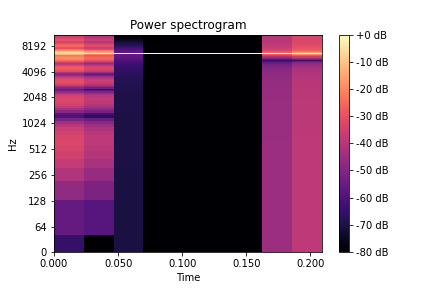 Power spectrogram
8192
4096
2048
1024
512
256
128
64
0
Hz
0.000 0.050 0.100 0.150 0.200
Time
+0 dB
-10 dB
-20 dB
-30 dB
-40 dB
-50 dB
-60 dB
-70 dB
-80 dB